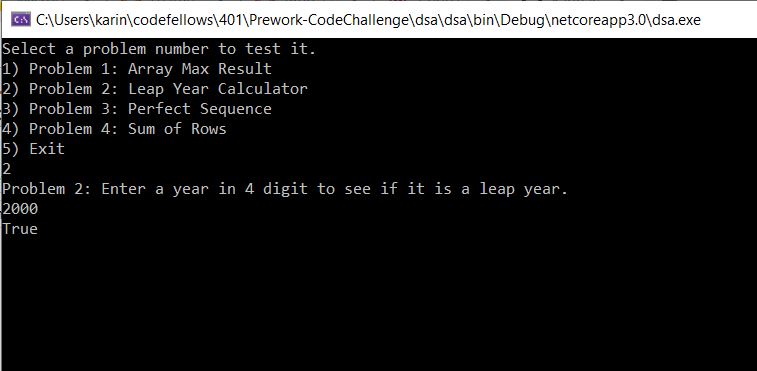 C:\Users\karin\codefellows\401\Prework-CodeChallenge\dsa\dsa\bin\Debug\netcoreapp3.0\dsa.exe
Select a problem number to test it.
1) Problem 1: Array Max Result
2) Problem 2: Leap Year Calculator
3) Problem 3: Perfect Sequence
4) Problem 4: Sum of Rows
5) Exit
2
Problem 2: Enter a year in 4 digit to see if it is a leap year.
2000
True